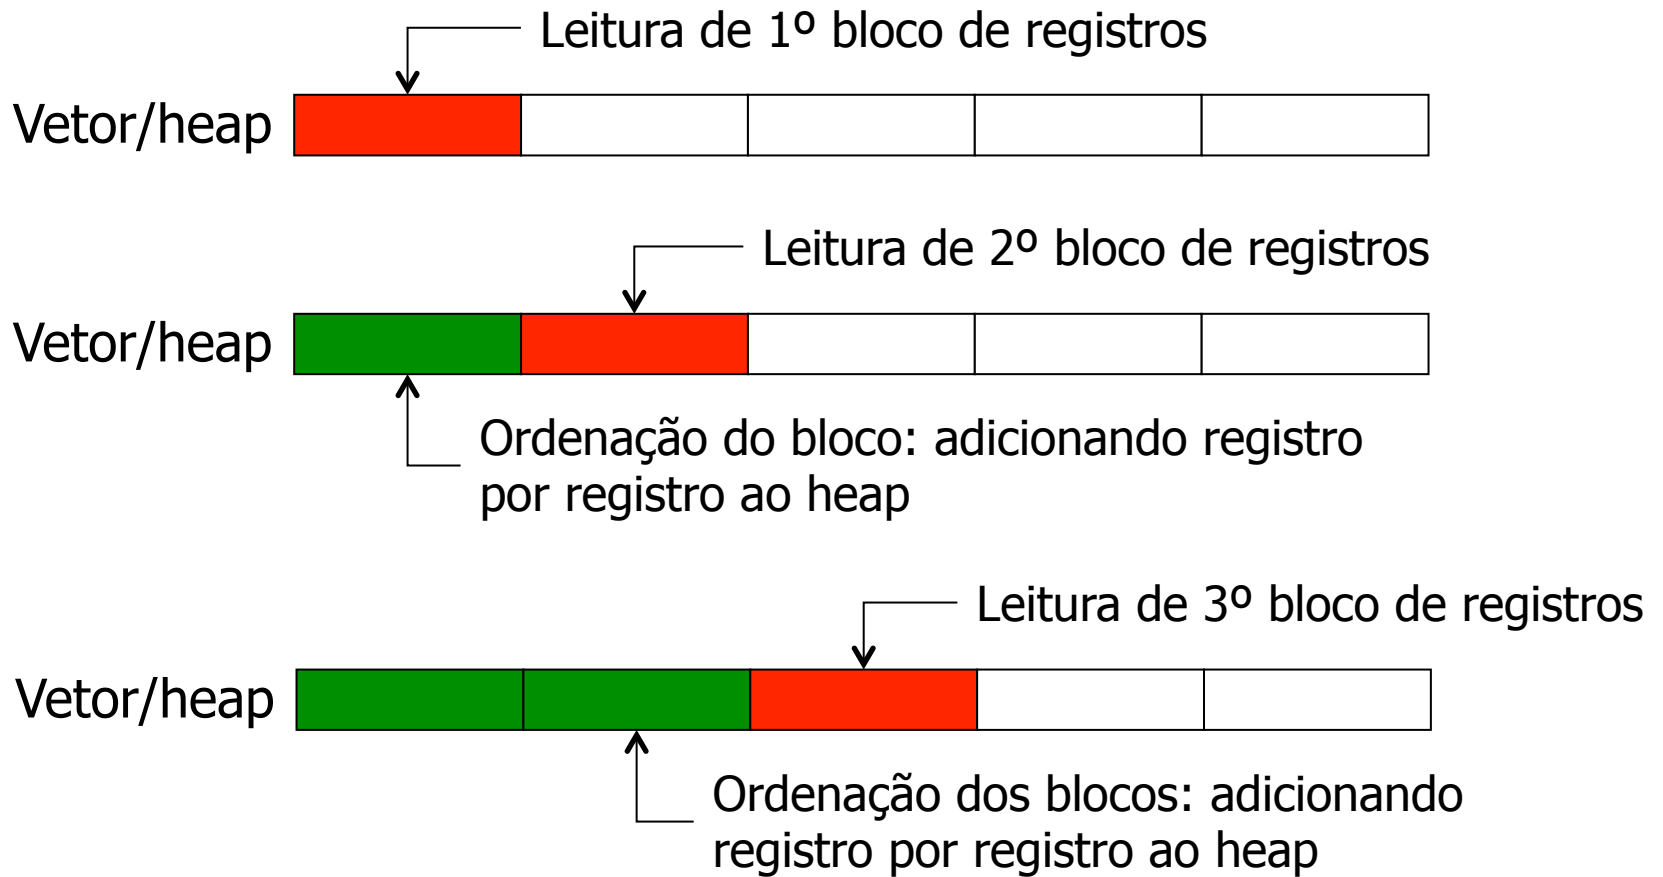 Leitura de 1º bloco de registros
Vetor/heap
Leitura de 2º bloco de registros
Vetor/heap
Ordenação do bloco: adicionando registro
por registro ao heap
Leitura de 3º bloco de registros
Vetor/heap
Ordenação dos blocos: adicionando
registro por registro ao heap